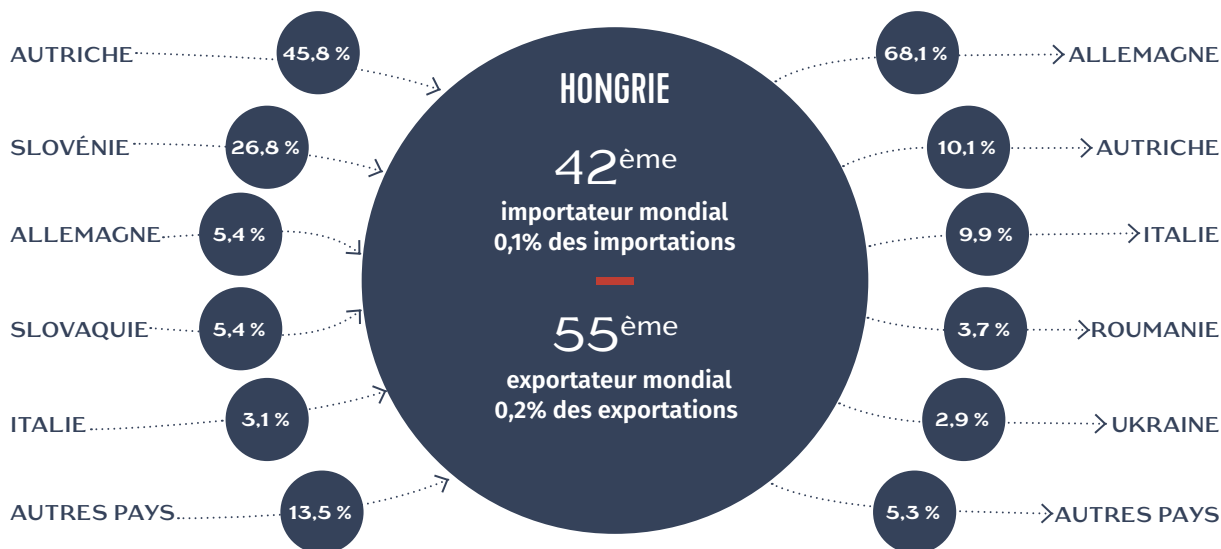 AUTRICHE
45,8 %
SLOVÉNIE
26,8 %
ALLEMAGNE
5,4 %
SLOVAQUIE
5,4 %
ITALIE
3,1 %
AUTRES PAYS
13,5 %
HONGRIE
42ème
importateur mondial
0,1% des importations
55ème
exportateur mondial
0,2% des exportations
68,1 %
ALLEMAGNE
10,1 %
AUTRICHE
9,9 %
ITALIE
3,7 %
ROUMANIE
2,9 %
UKRAINE
5,3 %
AUTRES PAYS